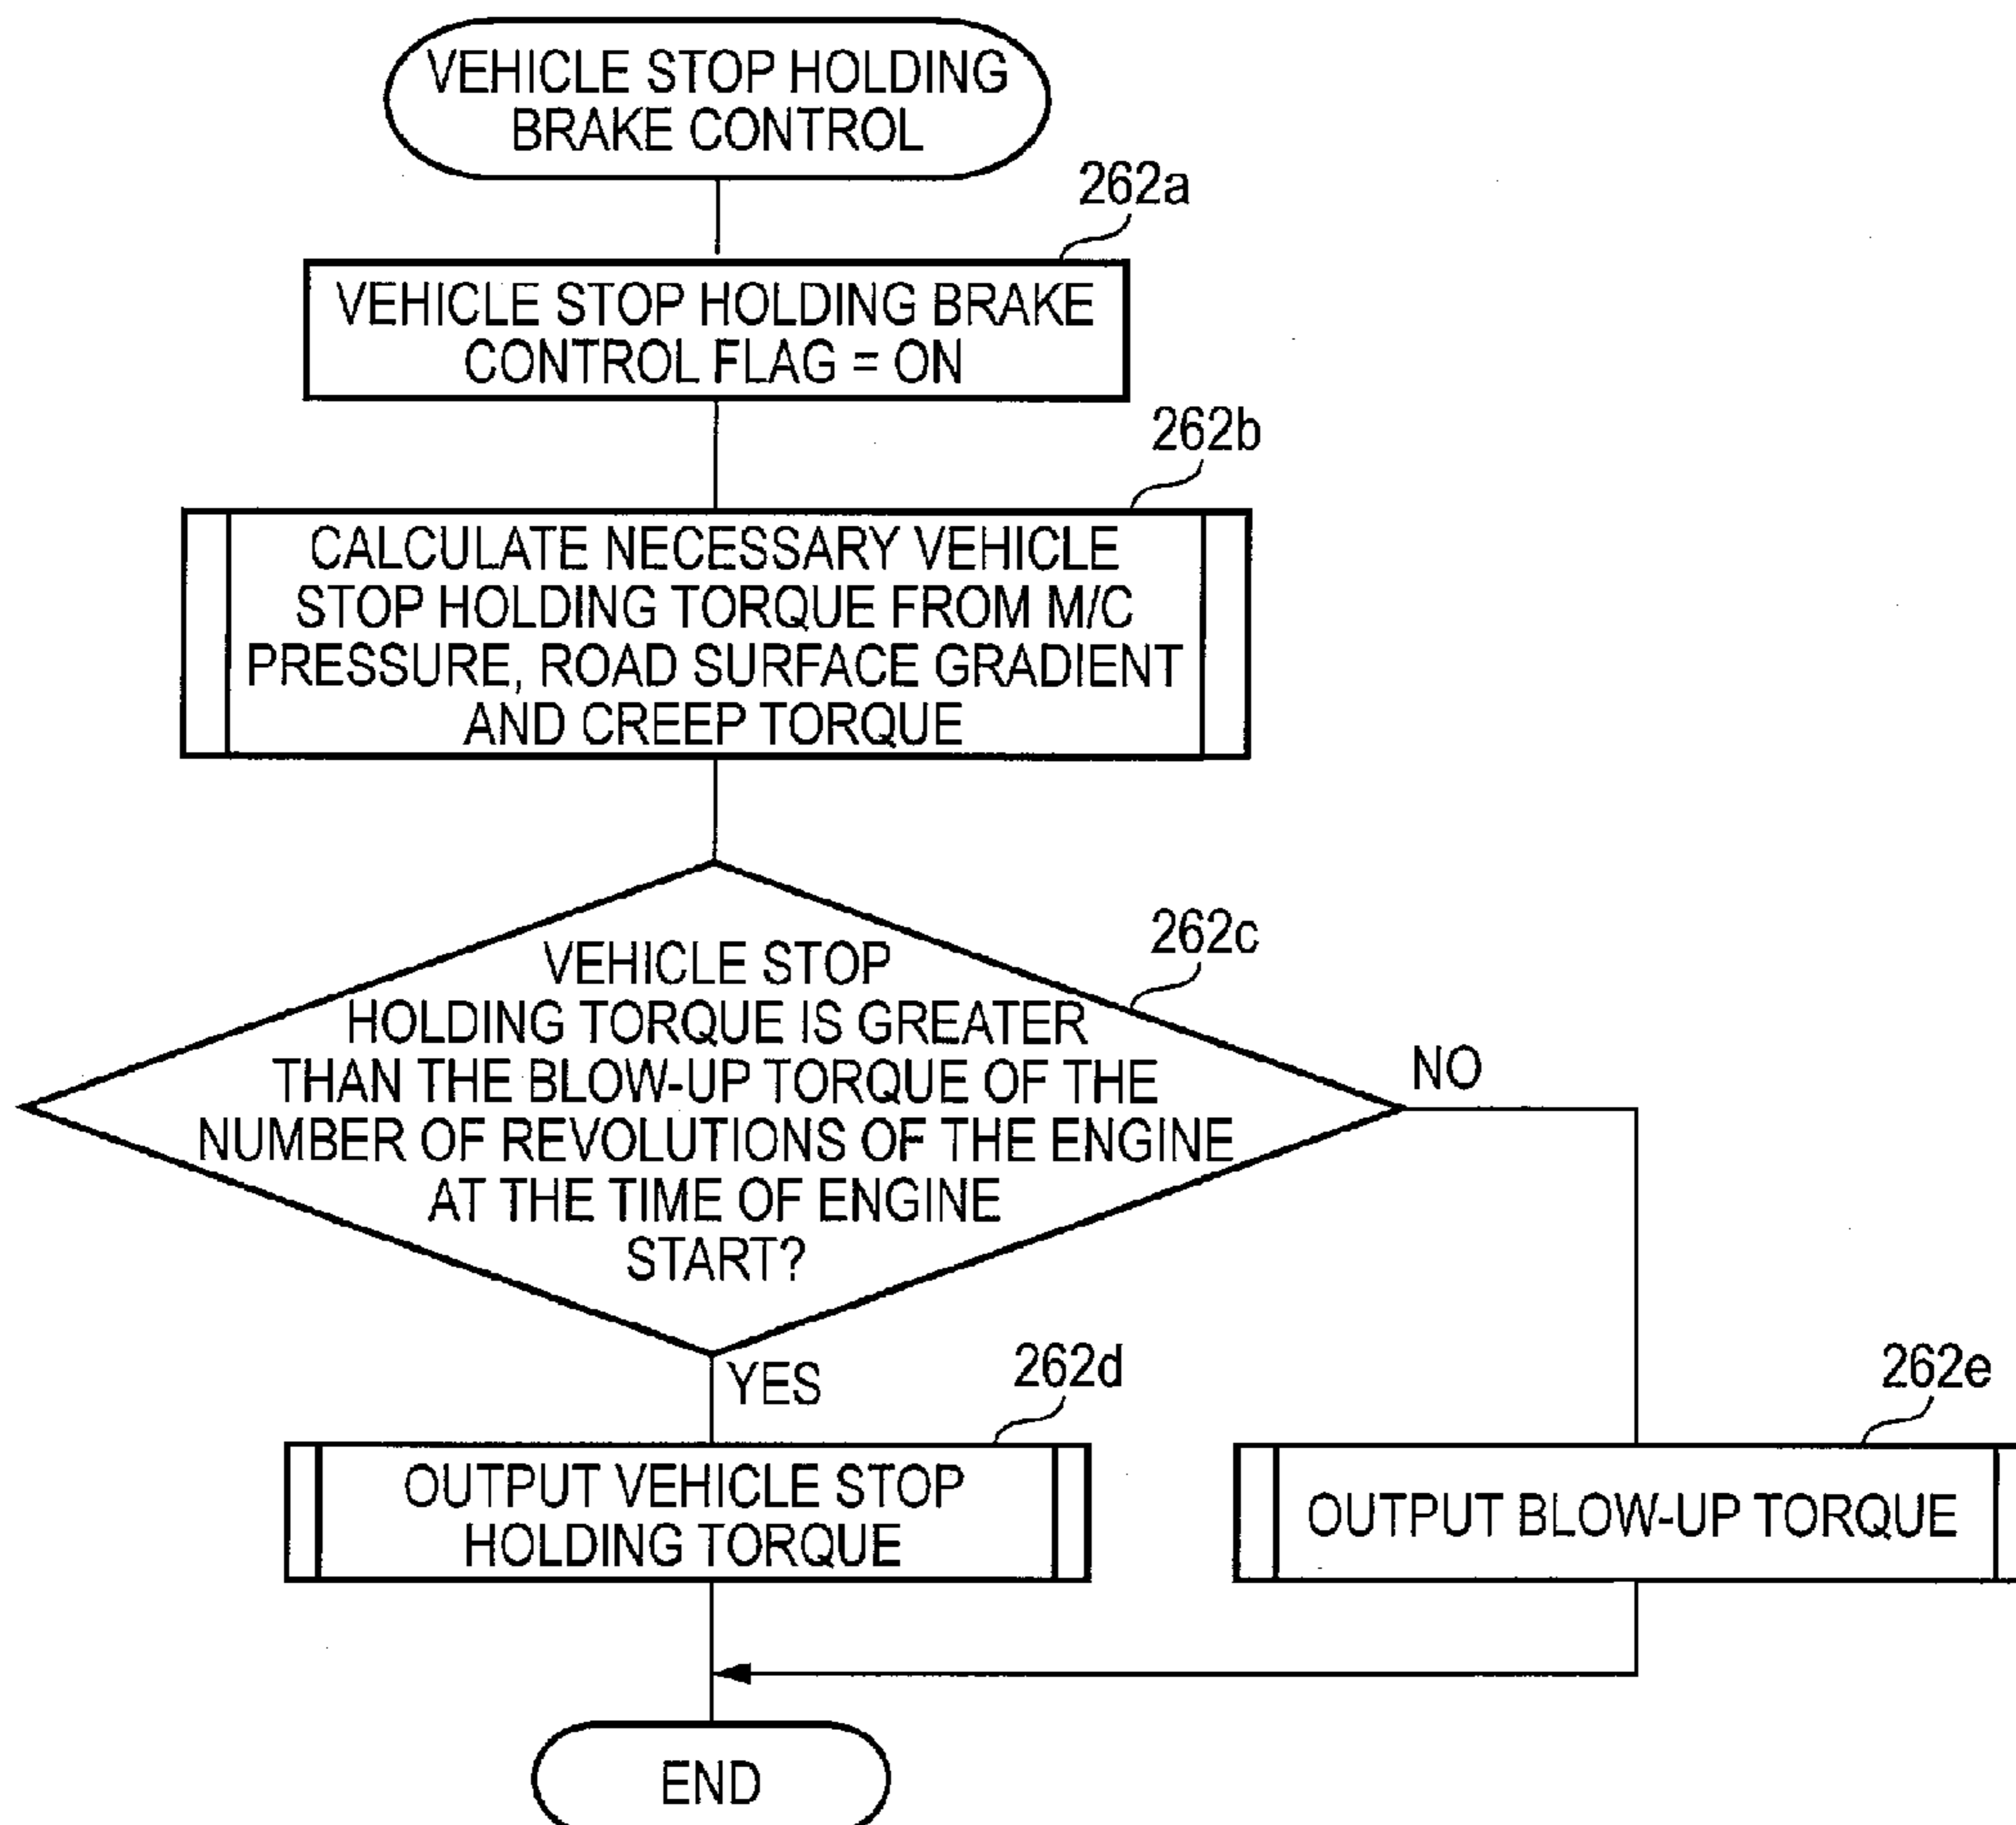 VEHICLE STOP HOLDING
BRAKE CONTROL
262a
VEHICLE STOP HOLDING BRAKE
CONTROL FLAG = ON
262b
CALCULATE NECESSARY VEHICLE
STOP HOLDING TORQUE FROM M/C
PRESSURE, ROAD SURFACE GRADIENT
AND CREEP TORQUE
262c
VEHICLE STOP
HOLDING TORQUE IS GREATER
THAN THE BLOW-UP TORQUE OF THE
NUMBER OF REVOLUTIONS OF THE ENGINE
AT THE TIME OF ENGINE
START?
NO
YES
262d
OUTPUT VEHICLE STOP
HOLDING TORQUE
262e
OUTPUT BLOW-UP TORQUE
END